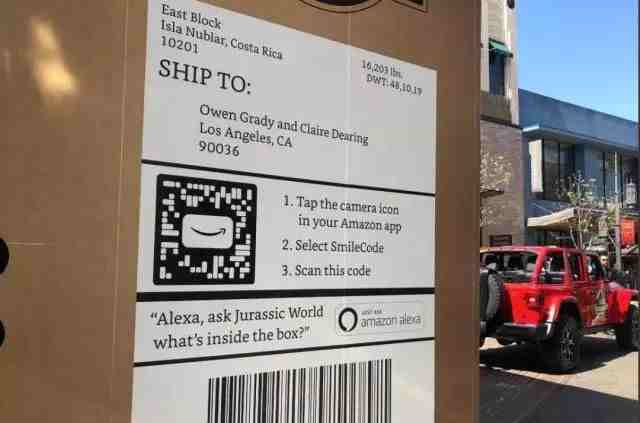 East Block
Isla Nublar, Costa Rica
10201
16,203 lbs.
DWT: 48,10,19
SHIP TO:
Owen Grady and Claire Dearing
Los Angeles, CA
90036
1. Tap the camera icon
in your Amazon app
2. Select SmileCode
3. Scan this code
"Alexa, ask Jurassic World
what's inside the box?"
just ask
amazon alexa